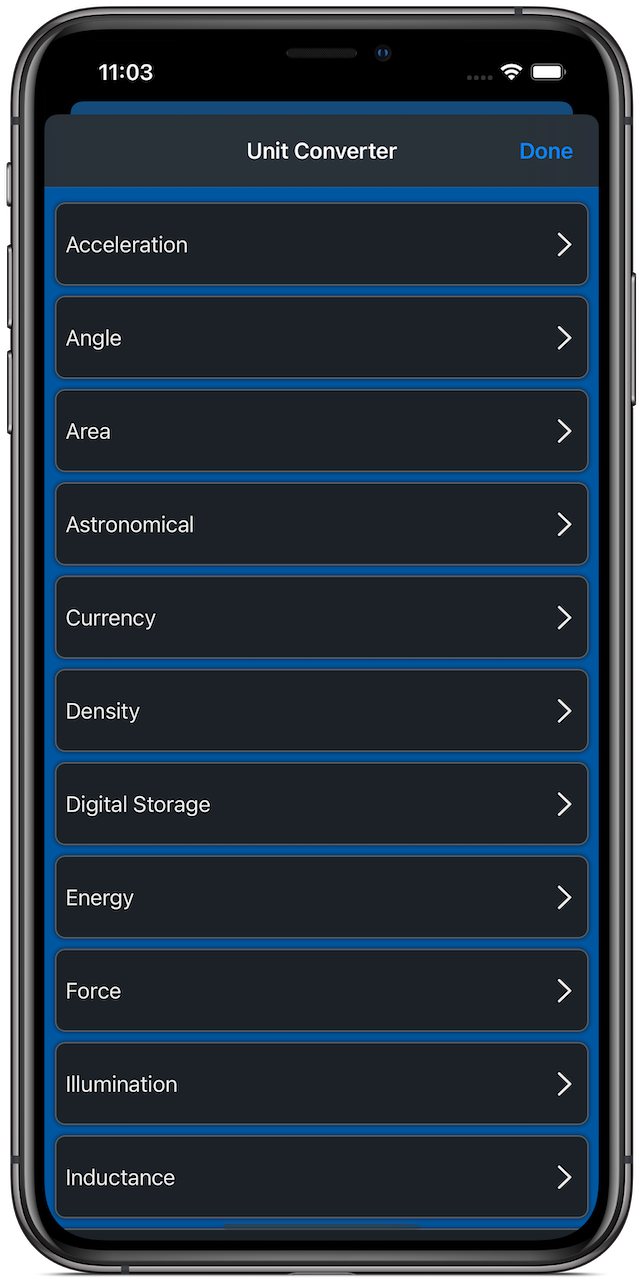 11:03
Unit Converter
Done
Acceleration
Angle
Area
Astronomical
Currency
Density
Digital Storage
Energy
Force
Illumination
Inductance